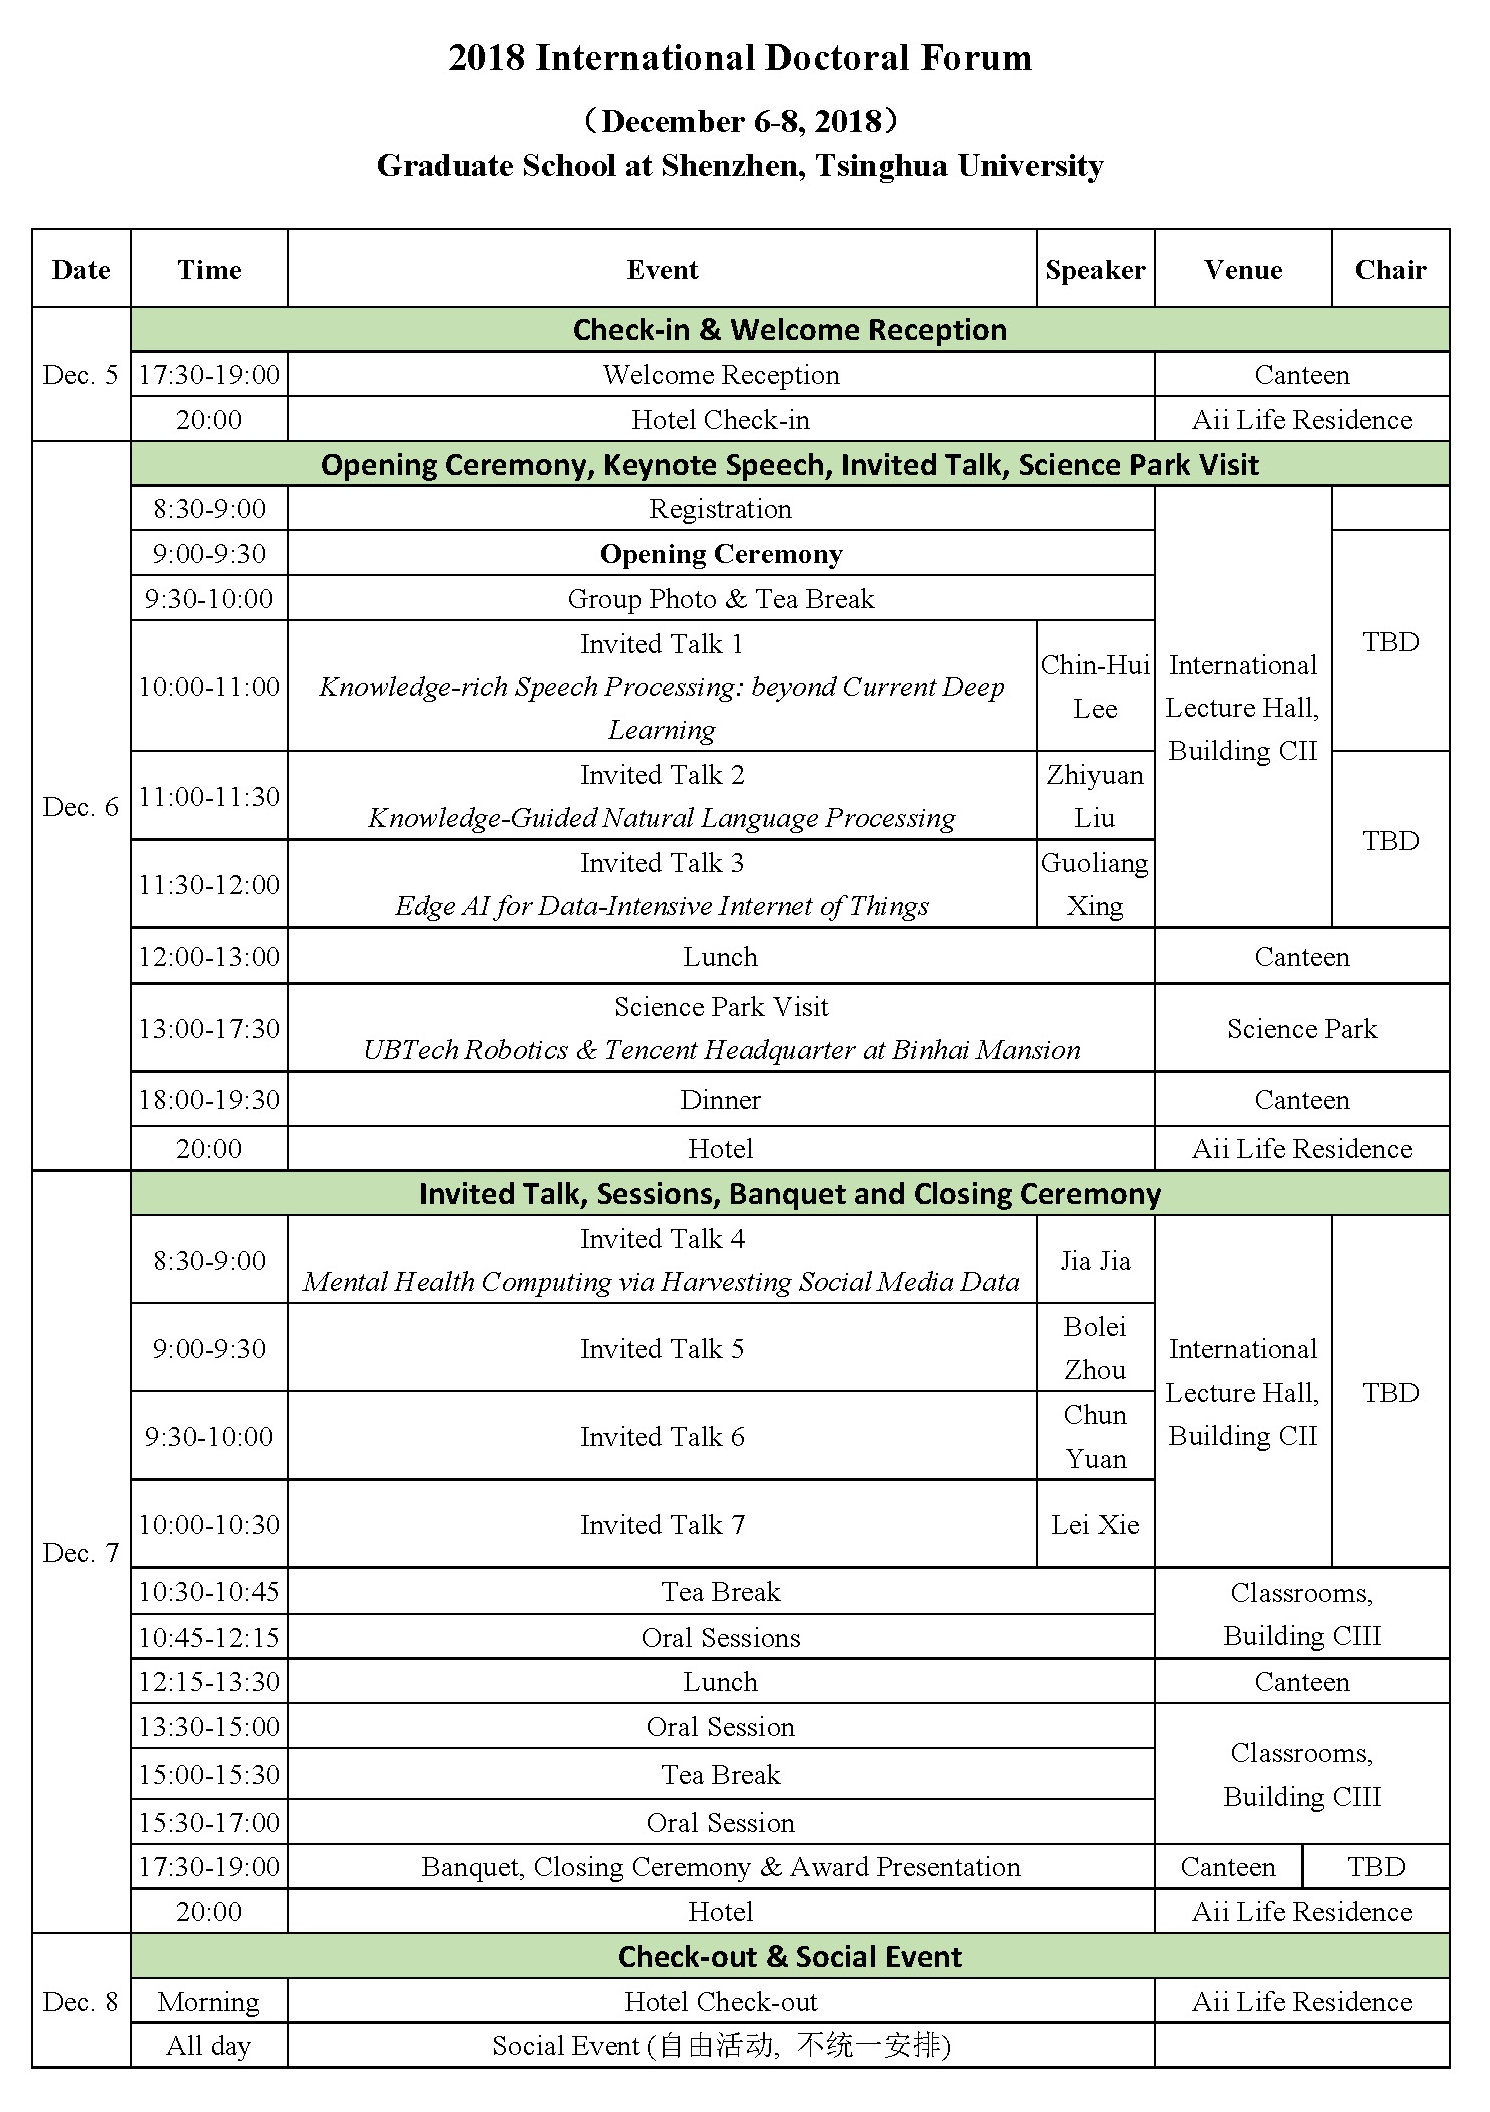 2018 International Doctoral Forum
（December 6-8, 2018）
Graduate School at Shenzhen, Tsinghua University
Date Time Event Speaker Venue Chair
Dec. 5
Check-in & Welcome Reception
17:30-19:00 Welcome Reception Canteen
20:00 Hotel Check-in Aii Life Residence
Dec. 6
Opening Ceremony, Keynote Speech, Invited Talk, Science Park Visit
8:30-9:00 Registration
International
Lecture Hall,
Building CII
9:00-9:30 Opening Ceremony
TBD
9:30-10:00 Group Photo & Tea Break
10:00-11:00
Invited Talk 1
Knowledge-rich Speech Processing: beyond Current Deep
Learning
Chin-Hui
Lee
11:00-11:30
Invited Talk 2
Knowledge-Guided Natural Language Processing
Zhiyuan
Liu
TBD
11:30-12:00
Invited Talk 3
Edge AI for Data-Intensive Internet of Things
Guoliang
Xing
12:00-13:00 Lunch Canteen
13:00-17:30
Science Park Visit
UBTech Robotics & Tencent Headquarter at Binhai Mansion
Science Park
18:00-19:30 Dinner Canteen
20:00 Hotel Aii Life Residence
Dec. 7
Invited Talk, Sessions, Banquet and Closing Ceremony
8:30-9:00
Invited Talk 4
Mental Health Computing via Harvesting Social Media Data
Jia Jia
International
Lecture Hall,
Building CII
TBD
9:00-9:30 Invited Talk 5
Bolei
Zhou
9:30-10:00 Invited Talk 6
Chun
Yuan
10:00-10:30 Invited Talk 7 Lei Xie
10:30-10:45 Tea Break
Classrooms,
Building CIII
10:45-12:15 Oral Sessions
12:15-13:30 Lunch Canteen
13:30-15:00 Oral Session
Classrooms,
Building CIII
15:00-15:30 Tea Break
15:30-17:00 Oral Session
17:30-19:00 Banquet, Closing Ceremony & Award Presentation Canteen TBD
20:00 Hotel Aii Life Residence
Dec. 8
Check-out & Social Event
Morning Hotel Check-out Aii Life Residence
All day Social Event (自由活动, 不统一安排)